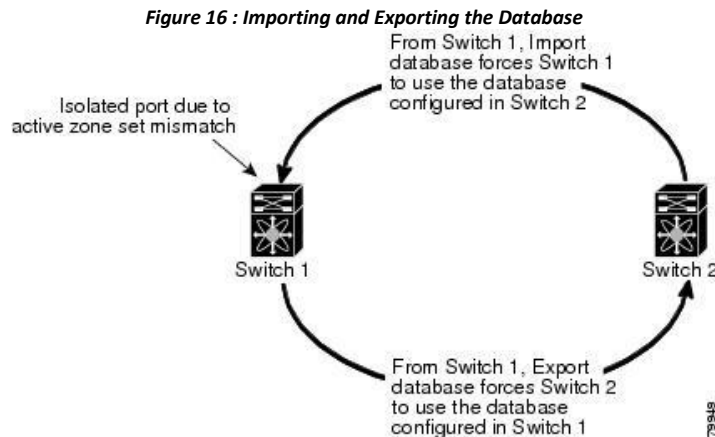 Figure 16 : Importing and Exporting the Database
From Switch 1, Import
database forces Switch 1
to use the database
configured in Switch 2
Isolated port due to
active zone set mismatch
Switch 1
Switch 2
From Switch 1, Export
database forces Switch 2
to use the database
configured in Switch 1
79949